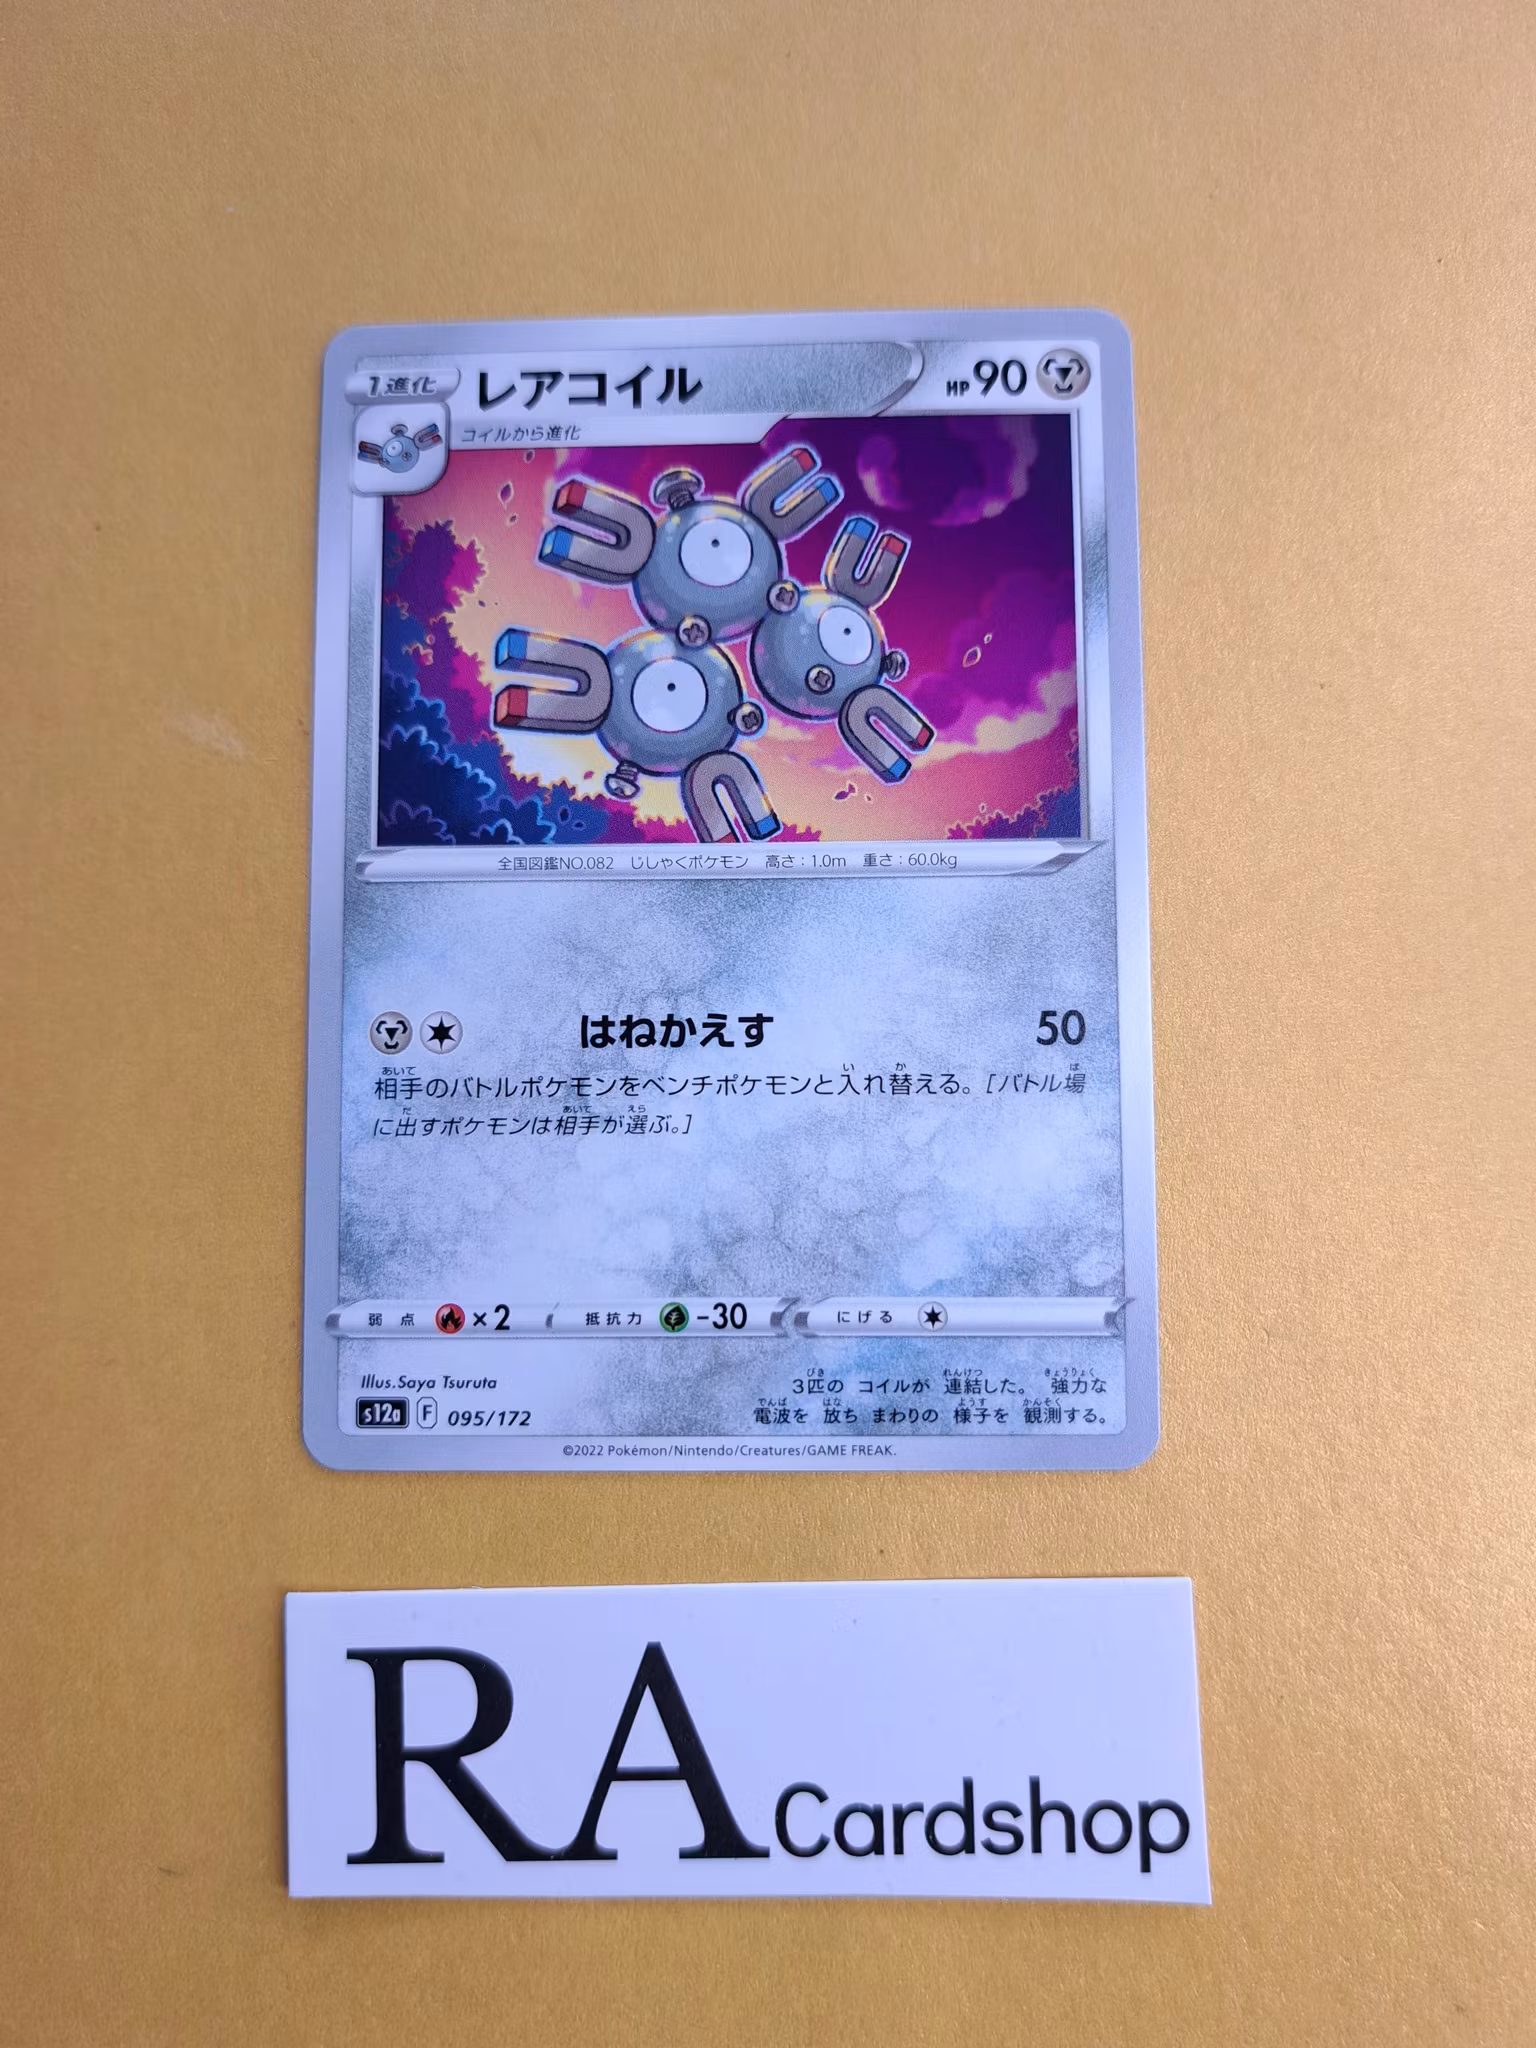 1進化 レアコイル HP90
コイルから進化
全国図鑑NO.082 じしゃくポケモン 高さ：1.0m 重さ：60.0kg
はねかえす 50
相手のバトルポケモンをベンチポケモンと入れ替える。［バトル場
に出すポケモンは相手が選ぶ。］
弱点 ×2 抵抗力 -30 にげる
Illus.Saya Tsuruta
s12a F 095/172
3匹の コイルが 連結した。 強力な
電波を 放ち まわりの 様子を 観測する。
©2022 Pokémon/Nintendo/Creatures/GAME FREAK.
RA Cardshop